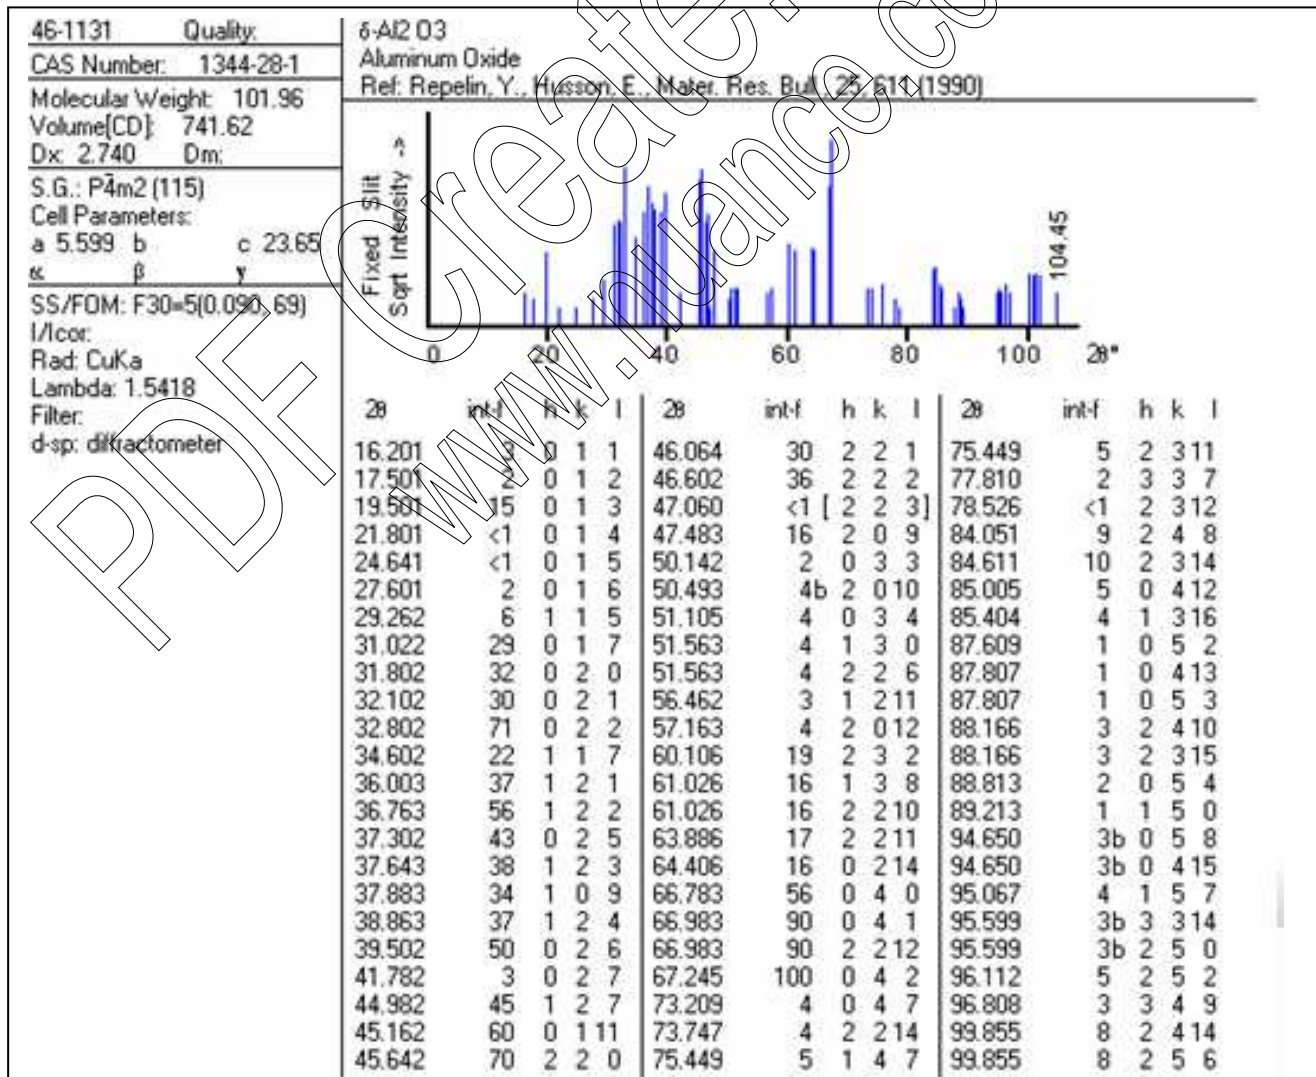 46-1131 Quality:
CAS Number: 1344-28-1
Molecular Weight: 101.96
Volume[CD]: 741.62
Dx: 2.740 Dm:
S.G.: P4̄m2 (115)
Cell Parameters:
a 5.599 b c 23.65
α β γ
SS/FOM: F30=5(0.090, 69)
I/Icor:
Rad: CuKa
Lambda: 1.5418
Filter:
d-sp: diffractometer
δ-Al2 O3
Aluminum Oxide
Ref: Repelin, Y., Husson, E., Mater. Res. Bull., 25, 611 (1990)
Fixed Slit
Sqrt Intensity ->
104.45
0 20 40 60 80 100 2θ°
2θ int-f h k l 2θ int-f h k l 2θ int-f h k l
16.201 3 0 1 1 46.064 30 2 2 1 75.449 5 2 3 11
17.501 2 0 1 2 46.602 36 2 2 2 77.810 2 3 3 7
19.501 15 0 1 3 47.060 <1 [ 2 2 3] 78.526 <1 2 3 12
21.801 <1 0 1 4 47.483 16 2 0 9 84.051 9 2 4 8
24.641 <1 0 1 5 50.142 2 0 3 3 84.611 10 2 3 14
27.601 2 0 1 6 50.493 4b 2 0 10 85.005 5 0 4 12
29.262 6 1 1 5 51.105 4 0 3 4 85.404 4 1 3 16
31.022 29 0 1 7 51.563 4 1 3 0 87.609 1 0 5 2
31.802 32 0 2 0 51.563 4 2 2 6 87.807 1 0 4 13
32.102 30 0 2 1 56.462 3 1 2 11 87.807 1 0 5 3
32.802 71 0 2 2 57.163 4 2 0 12 88.166 3 2 4 10
34.602 22 1 1 7 60.106 19 2 3 2 88.166 3 2 3 15
36.003 37 1 2 1 61.026 16 1 3 8 88.813 2 0 5 4
36.763 56 1 2 2 61.026 16 2 2 10 89.213 1 1 5 0
37.302 43 0 2 5 63.886 17 2 2 11 94.650 3b 0 5 8
37.643 38 1 2 3 64.406 16 0 2 14 94.650 3b 0 4 15
37.883 34 1 0 9 66.783 56 0 4 0 95.067 4 1 5 7
38.863 37 1 2 4 66.983 90 0 4 1 95.599 3b 3 3 14
39.502 50 0 2 6 66.983 90 2 2 12 95.599 3b 2 5 0
41.782 3 0 2 7 67.245 100 0 4 2 96.112 5 2 5 2
44.982 45 1 2 7 73.209 4 0 4 7 96.808 3 3 4 9
45.162 60 0 1 11 73.747 4 2 2 14 99.855 8 2 4 14
45.642 70 2 2 0 75.449 5 1 4 7 99.855 8 2 5 6
PDF Create
www.nuance.co